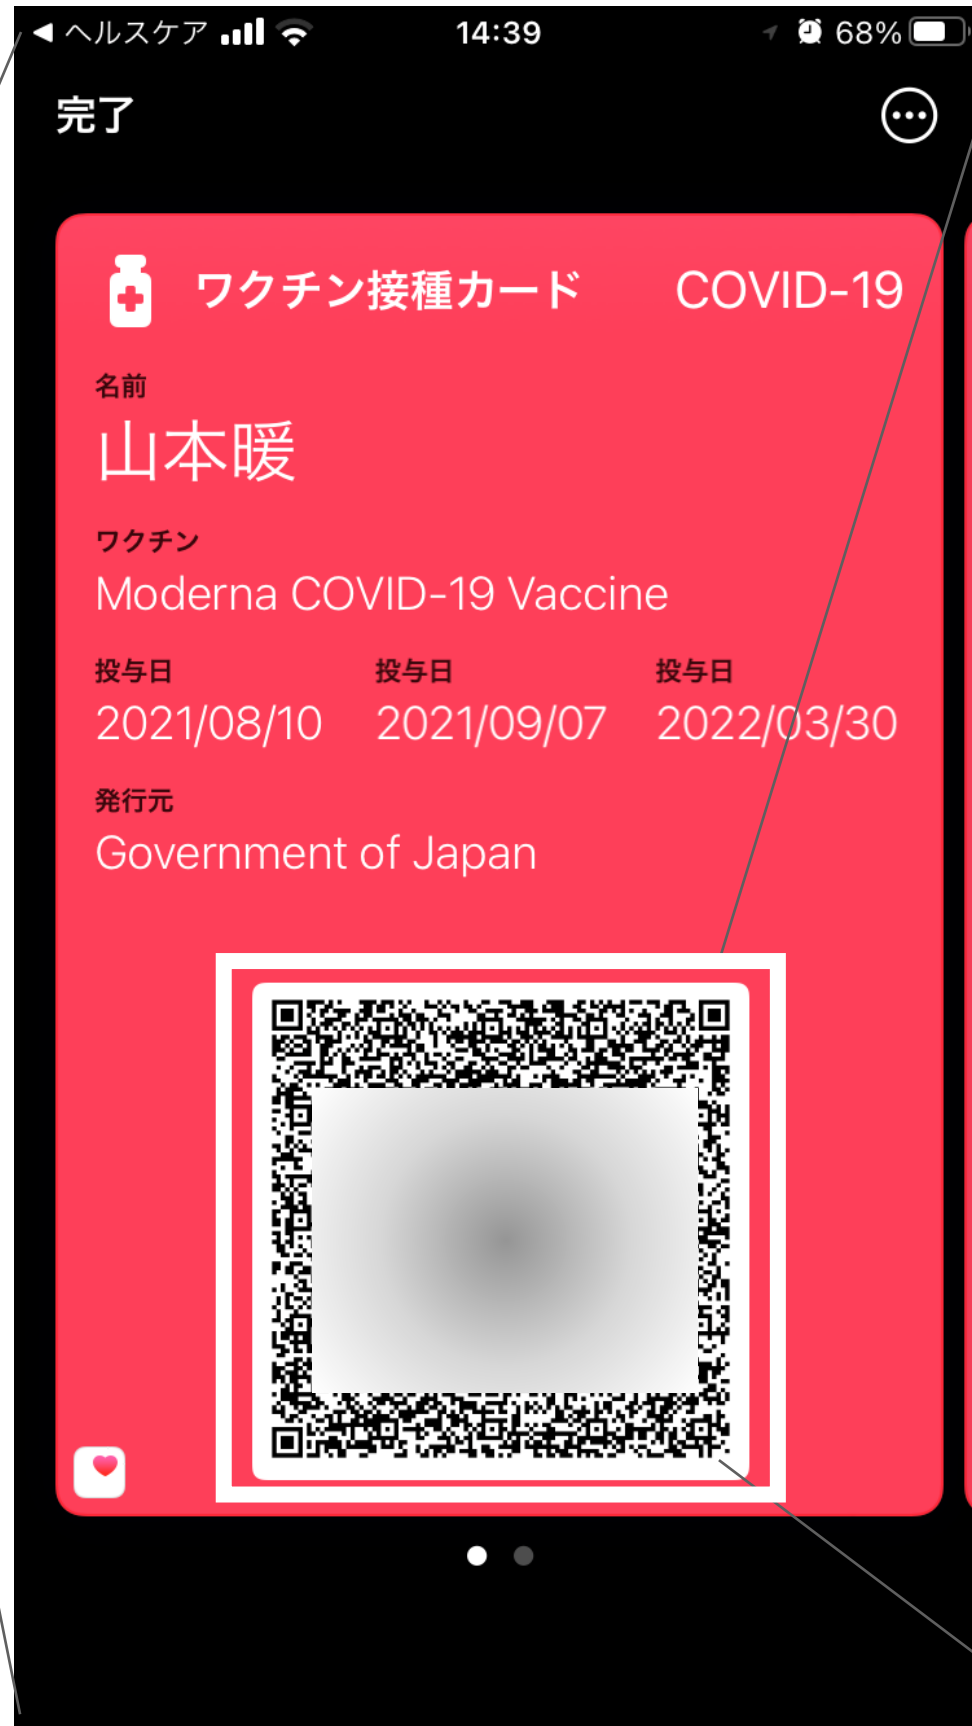 ◀ ヘルスケア 14:39 68%
完了
ワクチン接種カード COVID-19
名前
山本暖
ワクチン
Moderna COVID-19 Vaccine
投与日 投与日 投与日
2021/08/10 2021/09/07 2022/03/30
発行元
Government of Japan